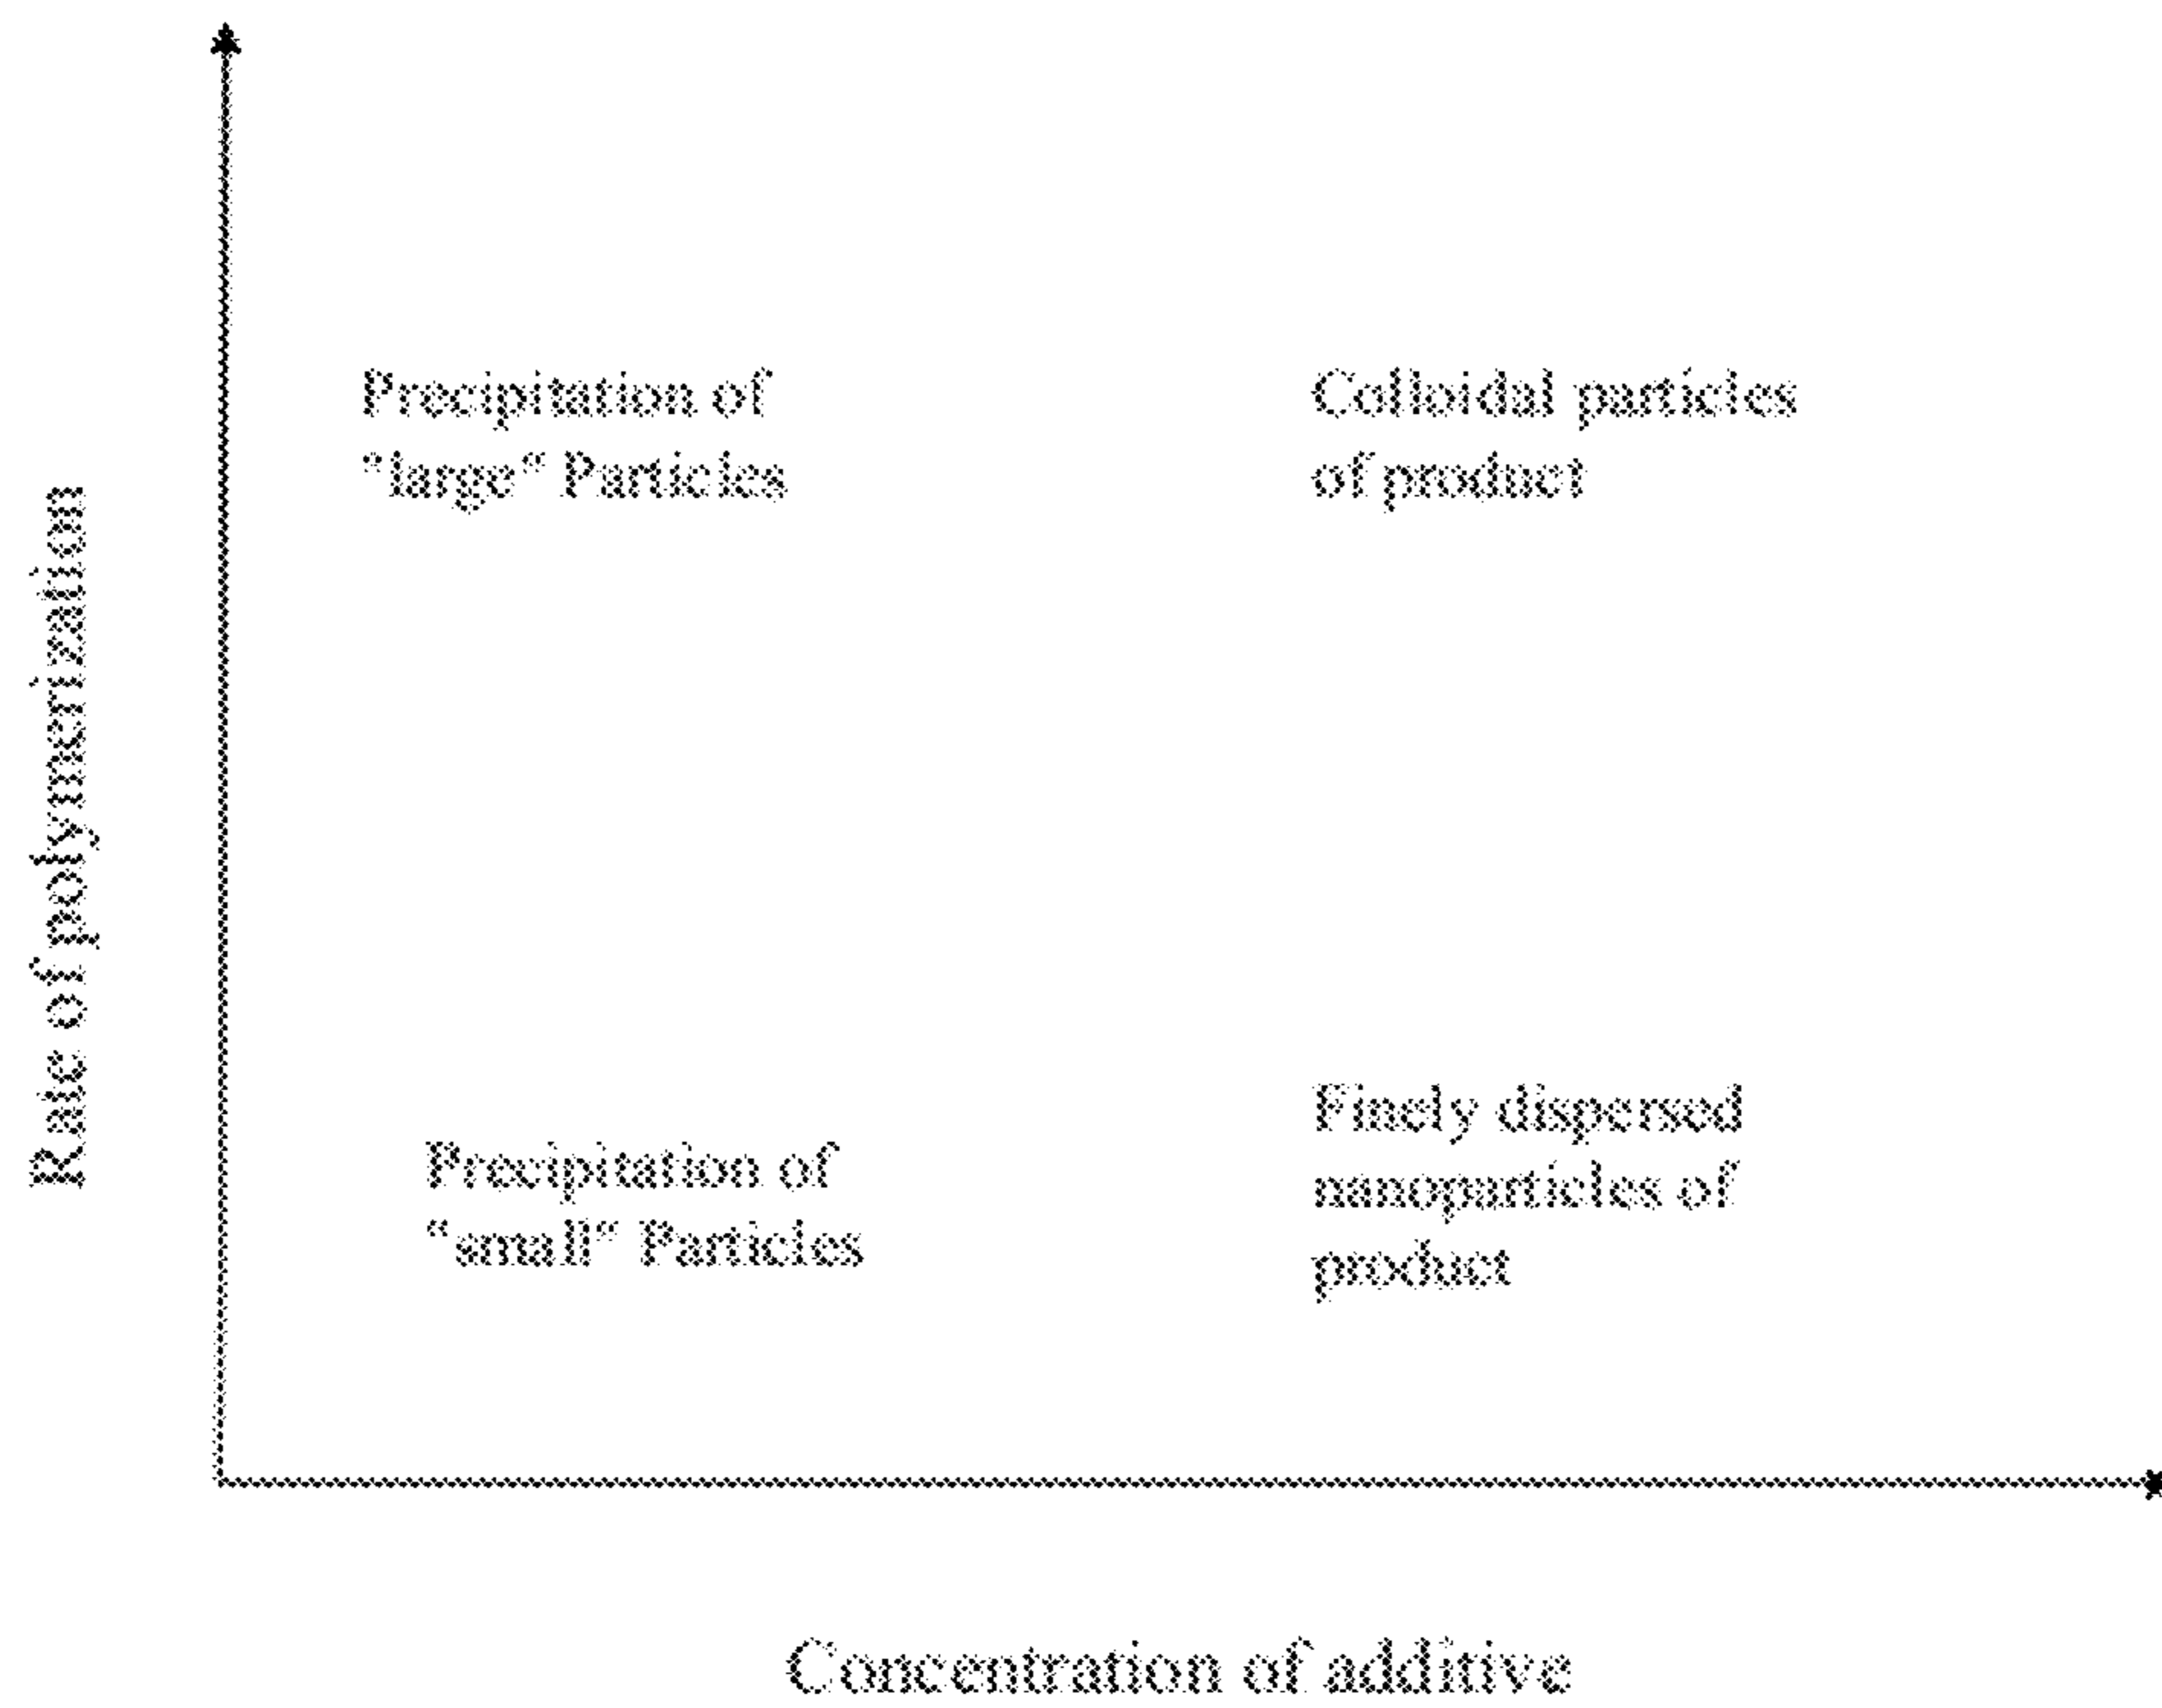 Rate of polymerization
Precipitation of
"large" Particles
Colloidal particles
of product
Precipitation of
"small" Particles
Finely dispersed
nanoparticles of
product
Concentration of additive